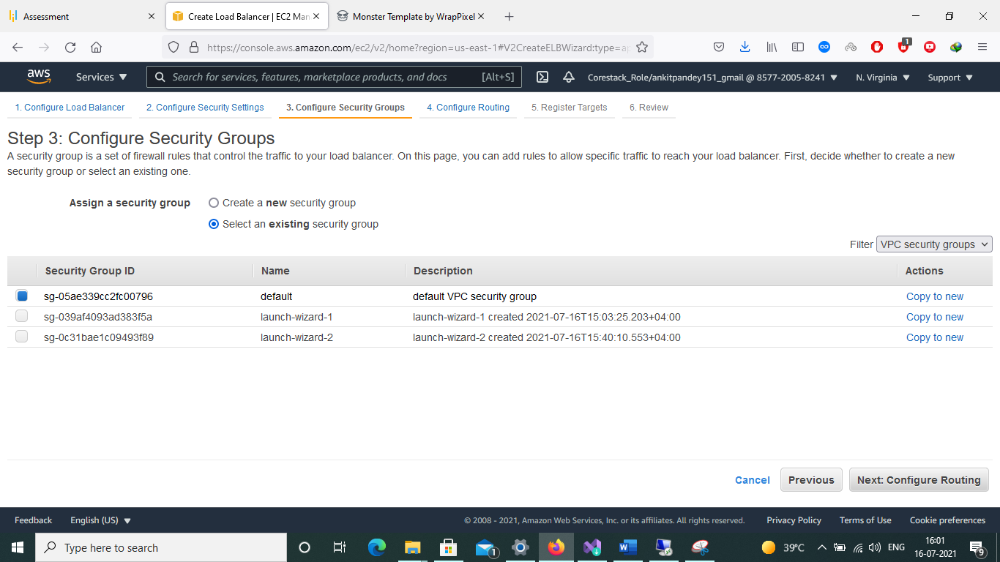 Assessment
Create Load Balancer | EC2 Man
Monster Template by WrapPixel
https://console.aws.amazon.com/ec2/v2/home?region=us-east-1#V2CreateELBWizard:type=ap
1
aws
Services
Search for services, features, marketplace products, and docs
[Alt+S]
Corestack_Role/ankitpandey151_gmail @ 8577-2005-8241
N. Virginia
Support
1. Configure Load Balancer
2. Configure Security Settings
3. Configure Security Groups
4. Configure Routing
5. Register Targets
6. Review
Step 3: Configure Security Groups
A security group is a set of firewall rules that control the traffic to your load balancer. On this page, you can add rules to allow specific traffic to reach your load balancer. First, decide whether to create a new
security group or select an existing one.
Assign a security group
Create a new security group
Select an existing security group
Filter VPC security groups
Security Group ID Name Description Actions
sg-05ae339cc2fc00796 default default VPC security group Copy to new
sg-039af4093ad383f5a launch-wizard-1 launch-wizard-1 created 2021-07-16T15:03:25.203+04:00 Copy to new
sg-0c31bae1c09493f89 launch-wizard-2 launch-wizard-2 created 2021-07-16T15:40:10.553+04:00 Copy to new
Cancel
Previous
Next: Configure Routing
Feedback
English (US)
© 2008 - 2021, Amazon Web Services, Inc. or its affiliates. All rights reserved.
Privacy Policy
Terms of Use
Cookie preferences
Type here to search
1
39°C
ENG
16:01
16-07-2021
9